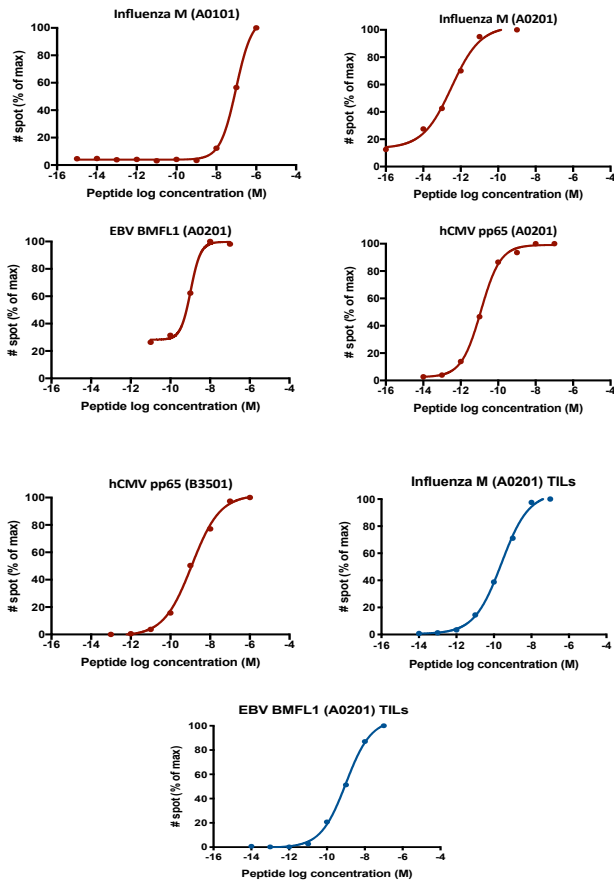 Influenza M (A0101)
# spot (% of max)
100
80
60
40
20
0
-16 -14 -12 -10 -8 -6 -4
Peptide log concentration (M)
Influenza M (A0201)
# spot (% of max)
100
80
60
40
20
0
-16 -14 -12 -10 -8 -6 -4
Peptide log concentration (M)
EBV BMFL1 (A0201)
# spot (% of max)
100
80
60
40
20
0
-16 -14 -12 -10 -8 -6 -4
Peptide log concentration (M)
hCMV pp65 (A0201)
# spot (% of max)
100
80
60
40
20
0
-16 -14 -12 -10 -8 -6 -4
Peptide log concentration (M)
hCMV pp65 (B3501)
# spot (% of max)
100
80
60
40
20
0
-16 -14 -12 -10 -8 -6 -4
Peptide log concentration (M)
Influenza M (A0201) TILs
# spot (% of max)
100
80
60
40
20
0
-16 -14 -12 -10 -8 -6 -4
Peptide log concentration (M)
EBV BMFL1 (A0201) TILs
# spot (% of max)
100
80
60
40
20
0
-16 -14 -12 -10 -8 -6 -4
Peptide log concentration (M)